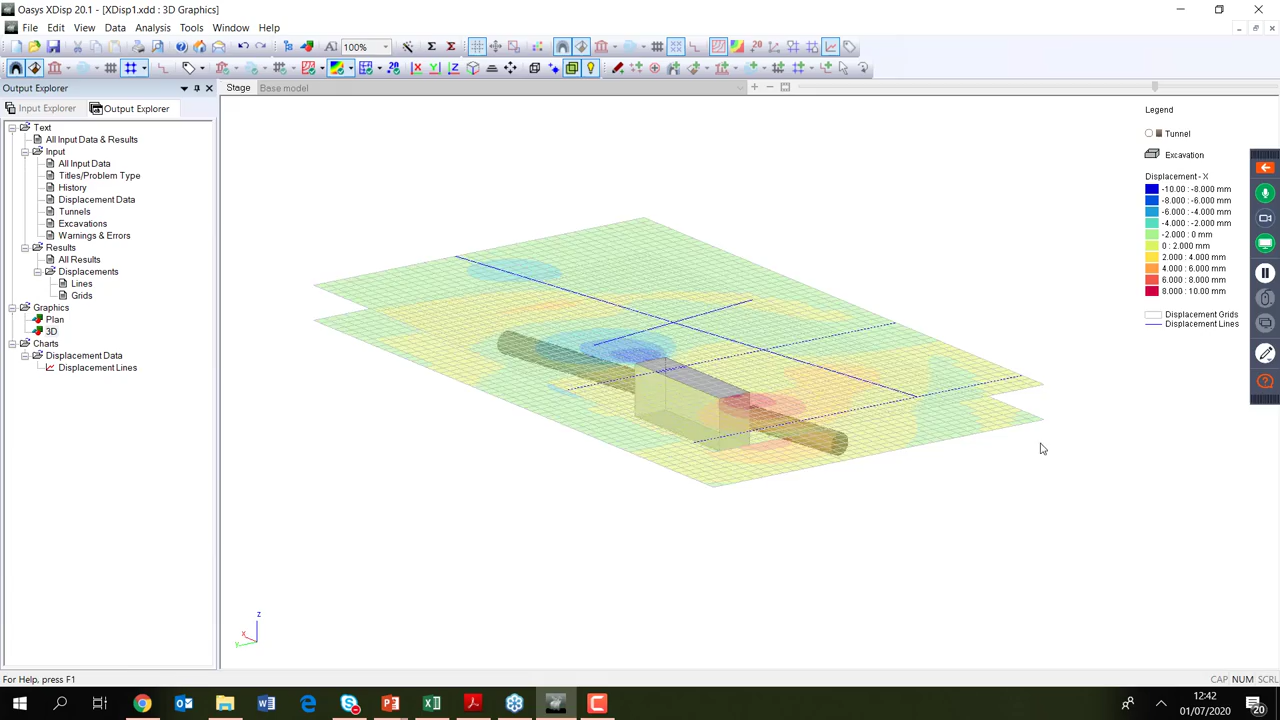 Oasys XDisp 20.1 - [XDisp1.xdd : 3D Graphics]
File Edit View Data Analysis Tools Window Help
100%
Output Explorer
Stage Base model
Input Explorer Output Explorer
Text
All Input Data & Results
Input
All Input Data
Titles/Problem Type
History
Displacement Data
Tunnels
Excavations
Warnings & Errors
Results
All Results
Displacements
Lines
Grids
Graphics
Plan
3D
Charts
Displacement Data
Displacement Lines
Legend
Tunnel
Excavation
Displacement - X
-10.00 : -8.000 mm
-8.000 : -6.000 mm
-6.000 : -4.000 mm
-4.000 : -2.000 mm
-2.000 : 0 mm
0 : 2.000 mm
2.000 : 4.000 mm
4.000 : 6.000 mm
6.000 : 8.000 mm
8.000 : 10.00 mm
Displacement Grids
Displacement Lines
z
x
y
For Help, press F1
CAP NUM SCRL
12:42
01/07/2020
20